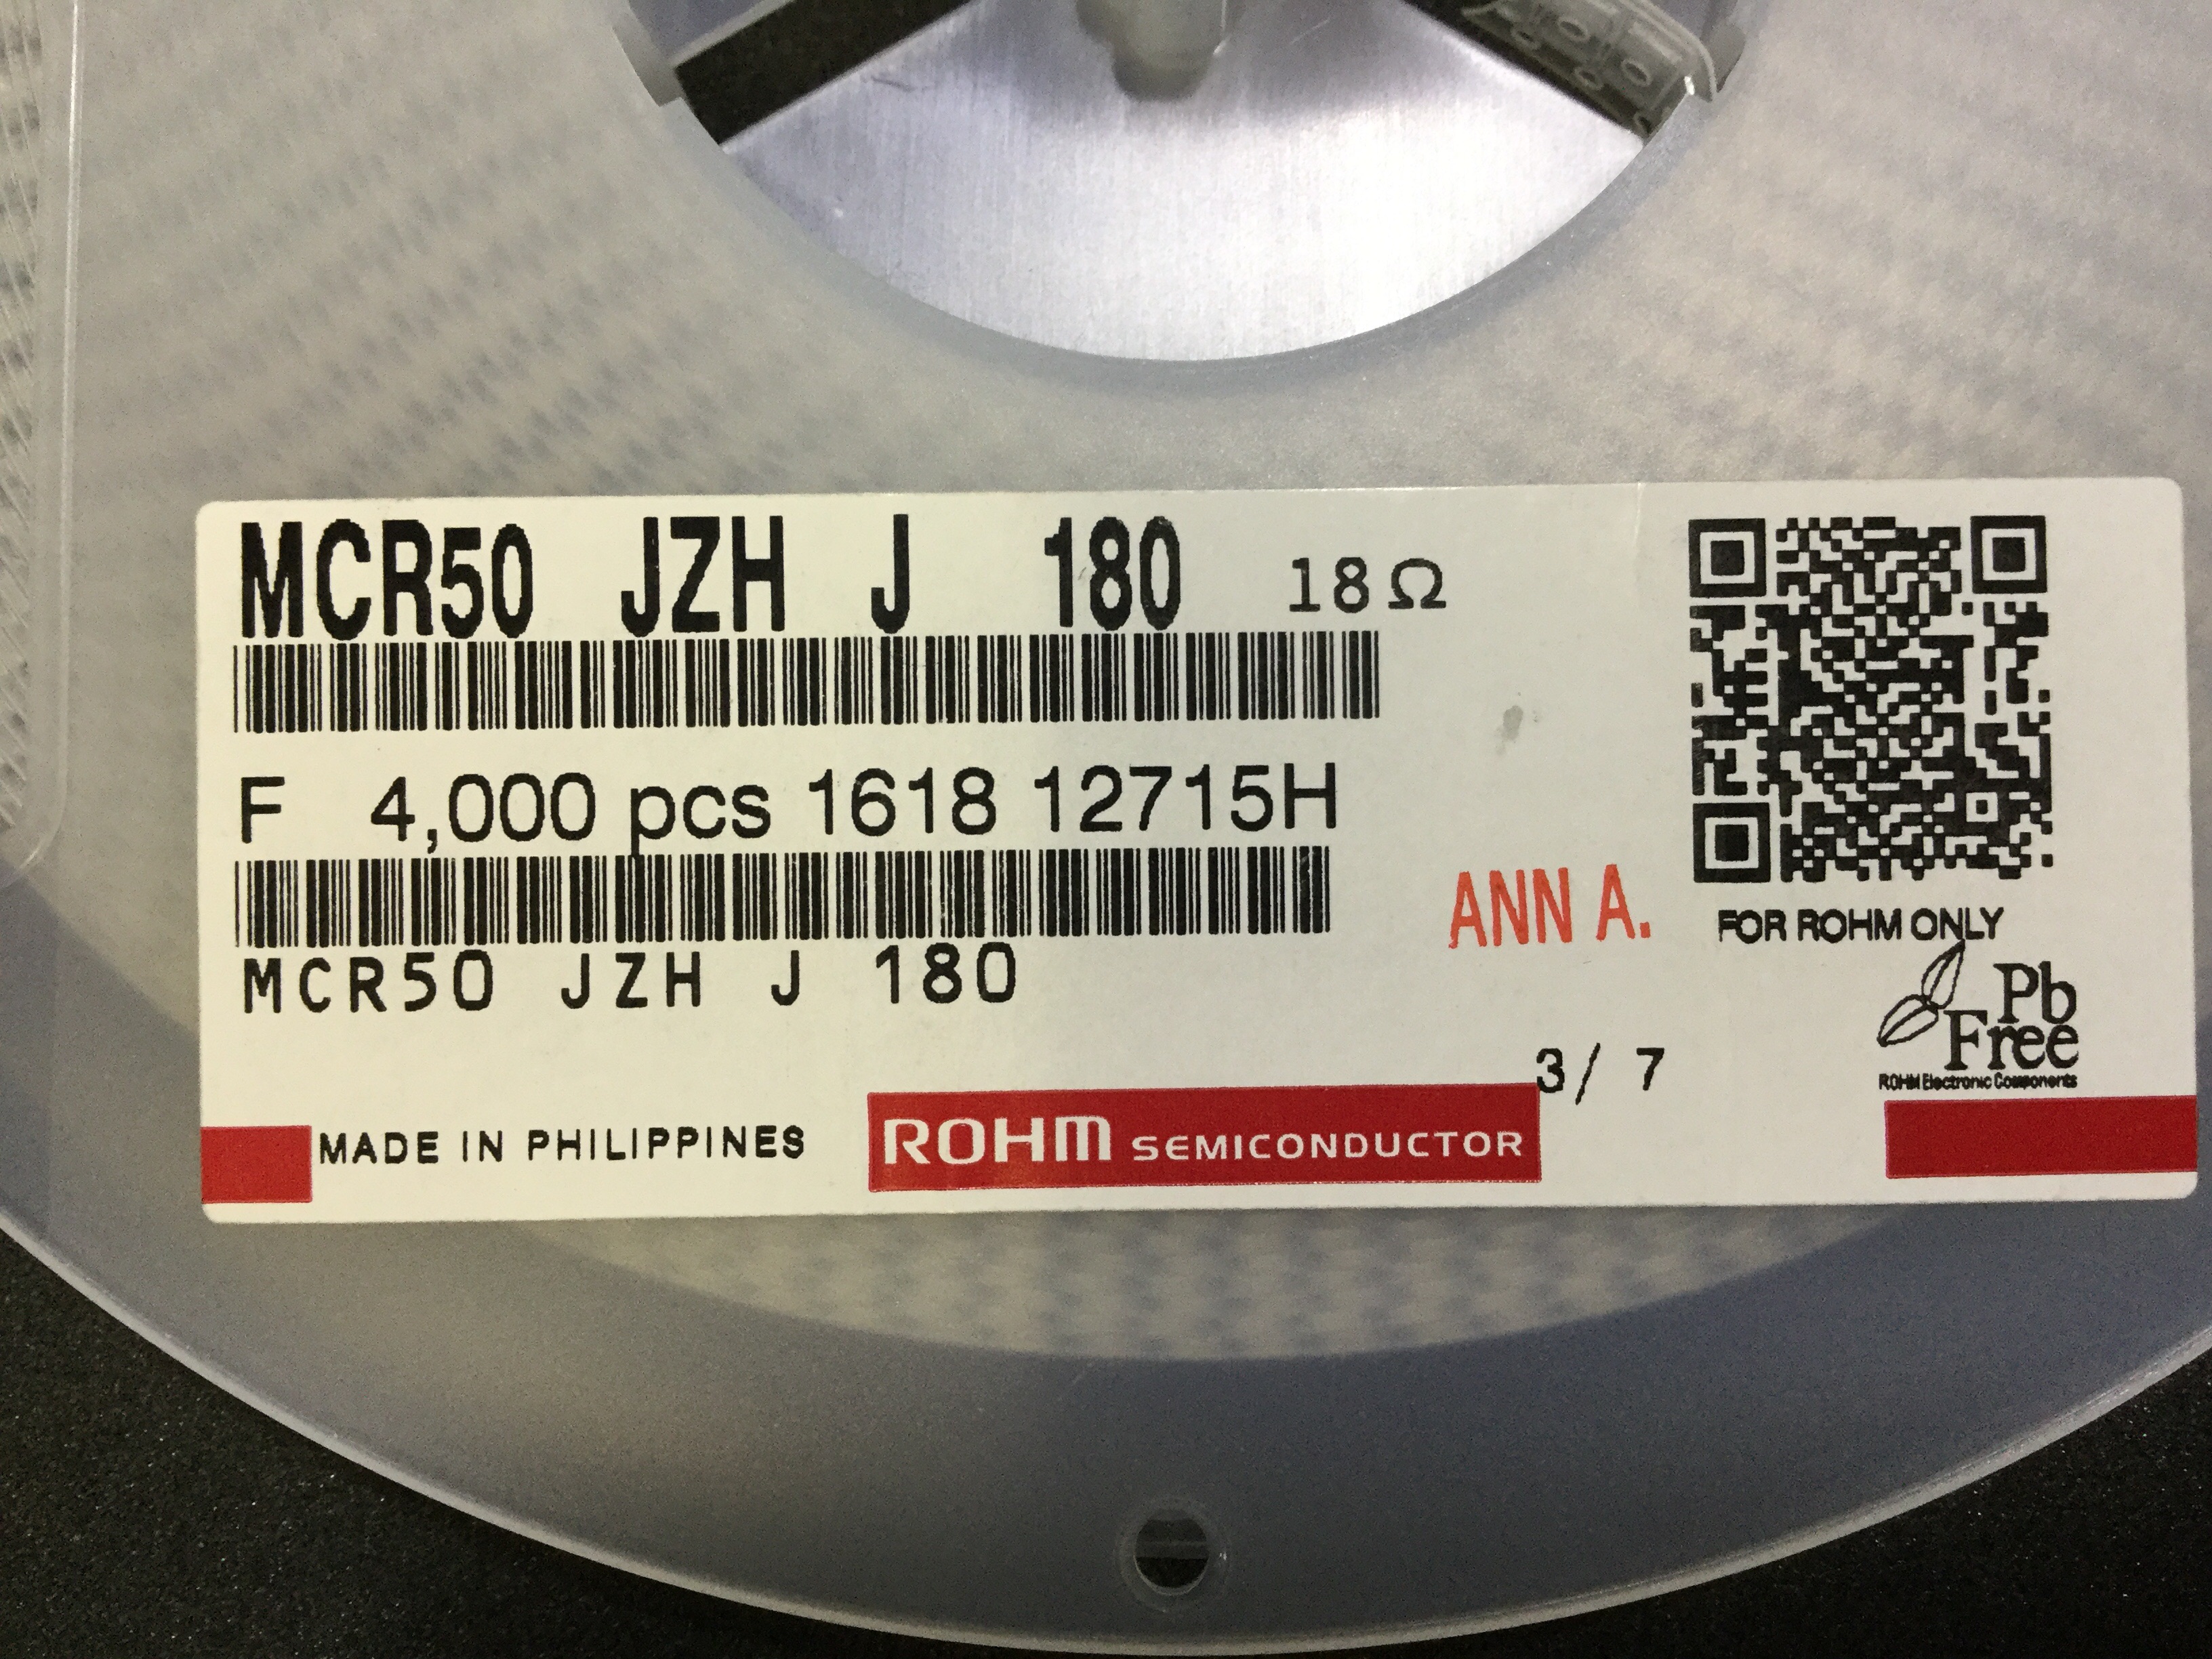 MCR50 JZH J 180 18Ω
F 4,000 pcs 1618 12715H
ANN A.
FOR ROHM ONLY
MCR50 JZH J 180
Pb
Free
ROHM Electronic Components
3/ 7
MADE IN PHILIPPINES
ROHM SEMICONDUCTOR